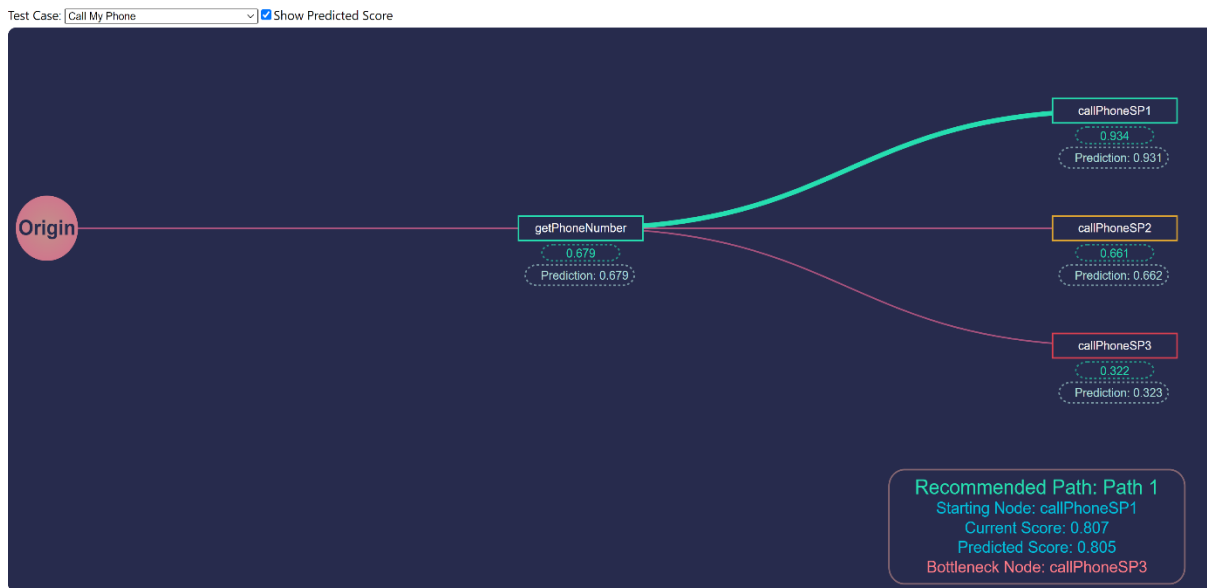 Test Case: Call My Phone Show Predicted Score
callPhoneSP1
0.934
Prediction: 0.931
Origin
getPhoneNumber
0.679
Prediction: 0.679
callPhoneSP2
0.661
Prediction: 0.662
callPhoneSP3
0.322
Prediction: 0.323
Recommended Path: Path 1
Starting Node: callPhoneSP1
Current Score: 0.807
Predicted Score: 0.805
Bottleneck Node: callPhoneSP3